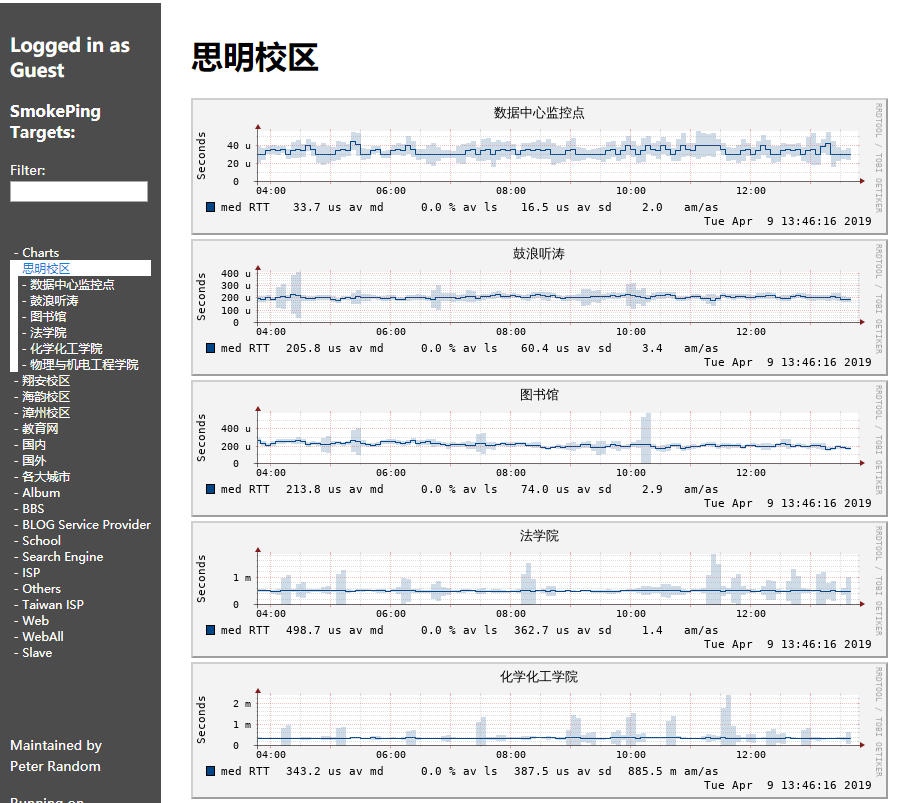 Logged in as
Guest
SmokePing
Targets:
Filter:
- Charts
思明校区
- 数据中心监控点
- 鼓浪听涛
- 图书馆
- 法学院
- 化学化工学院
- 物理与机电工程学院
- 翔安校区
- 海韵校区
- 漳州校区
- 教育网
- 国内
- 国外
- 各大城市
- Album
- BBS
- BLOG Service Provider
- School
- Search Engine
- ISP
- Others
- Taiwan ISP
- Web
- WebAll
- Slave
Maintained by
Peter Random
Running on
思明校区
数据中心监控点
Seconds
40 u
20 u
0
04:00 06:00 08:00 10:00 12:00
med RTT 33.7 us av md 0.0 % av ls 16.5 us av sd 2.0 am/as
Tue Apr 9 13:46:16 2019
RRDTOOL / TOBI OETIKER
鼓浪听涛
Seconds
400 u
300 u
200 u
100 u
0
04:00 06:00 08:00 10:00 12:00
med RTT 205.8 us av md 0.0 % av ls 60.4 us av sd 3.4 am/as
Tue Apr 9 13:46:16 2019
RRDTOOL / TOBI OETIKER
图书馆
Seconds
400 u
200 u
0
04:00 06:00 08:00 10:00 12:00
med RTT 213.8 us av md 0.0 % av ls 74.0 us av sd 2.9 am/as
Tue Apr 9 13:46:16 2019
RRDTOOL / TOBI OETIKER
法学院
Seconds
1 m
0
04:00 06:00 08:00 10:00 12:00
med RTT 498.7 us av md 0.0 % av ls 362.7 us av sd 1.4 am/as
Tue Apr 9 13:46:16 2019
RRDTOOL / TOBI OETIKER
化学化工学院
Seconds
2 m
1 m
0
04:00 06:00 08:00 10:00 12:00
med RTT 343.2 us av md 0.0 % av ls 387.5 us av sd 885.5 m am/as
Tue Apr 9 13:46:16 2019
RRDTOOL / TOBI OETIKER